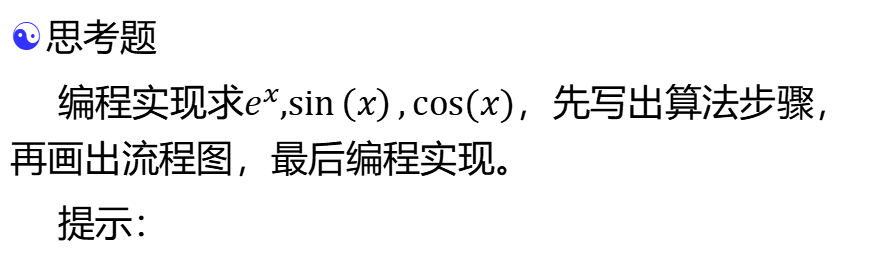 思考题
编程实现求eˣ,sin (x) , cos(x)，先写出算法步骤，
再画出流程图，最后编程实现。
提示：